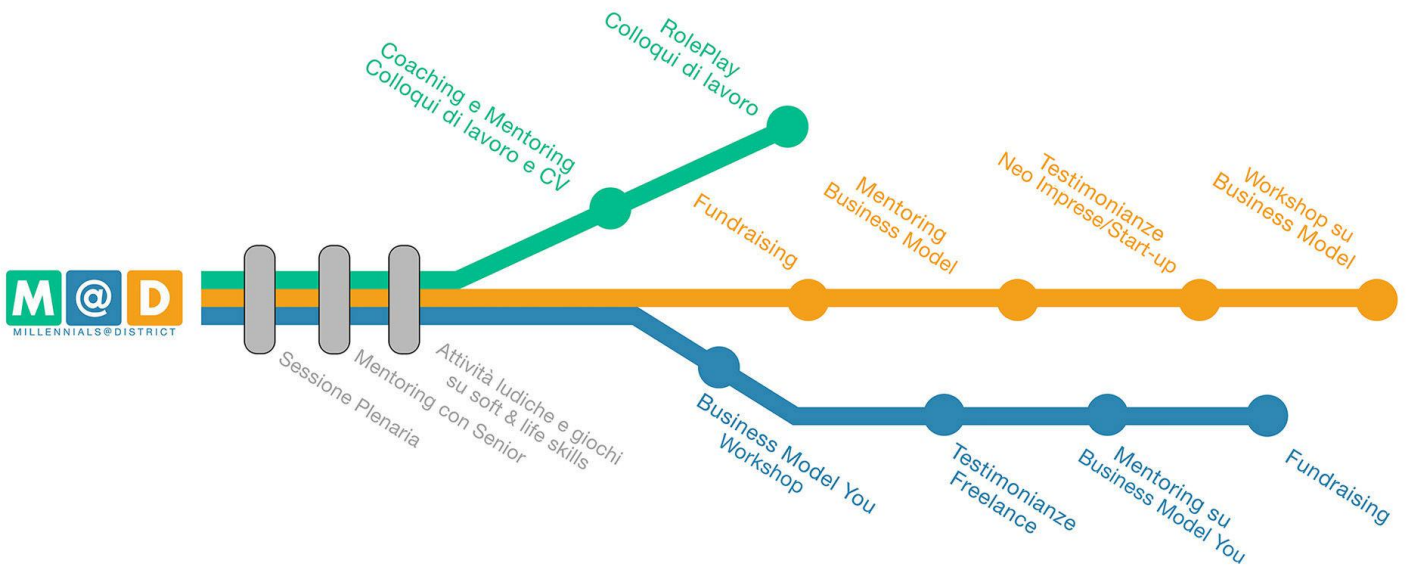 M@D
MILLENNIALS@DISTRICT
Sessione Plenaria
Mentoring con Senior
Attività ludiche e giochi
su soft & life skills
Coaching e Mentoring
Colloqui di lavoro e CV
RolePlay
Colloqui di lavoro
Fundraising
Mentoring
Business Model
Testimonianze
Neo Imprese/Start-up
Workshop su
Business Model
Business Model You
Workshop
Testimonianze
Freelance
Mentoring su
Business Model You
Fundraising